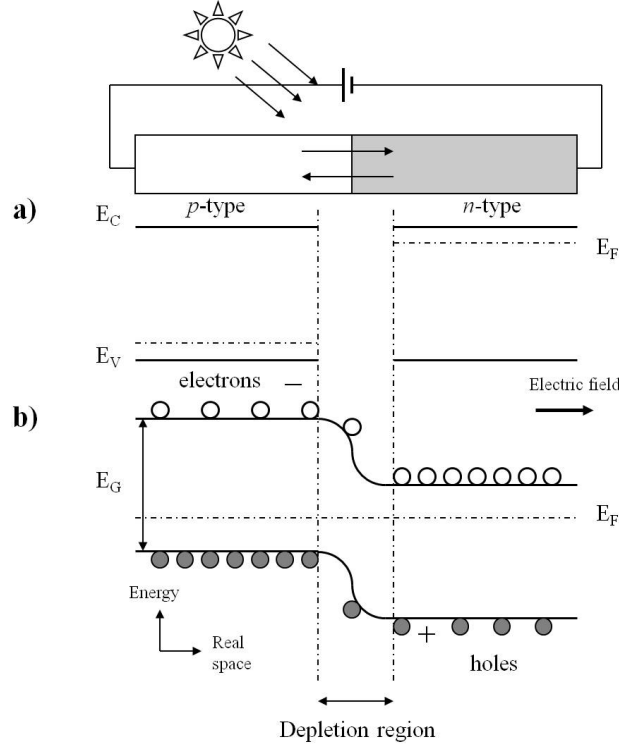 a)
p-type
n-type
E_C
E_F
E_V
electrons −
Electric field
b)
E_G
E_F
Energy
Real
space
+
holes
Depletion region